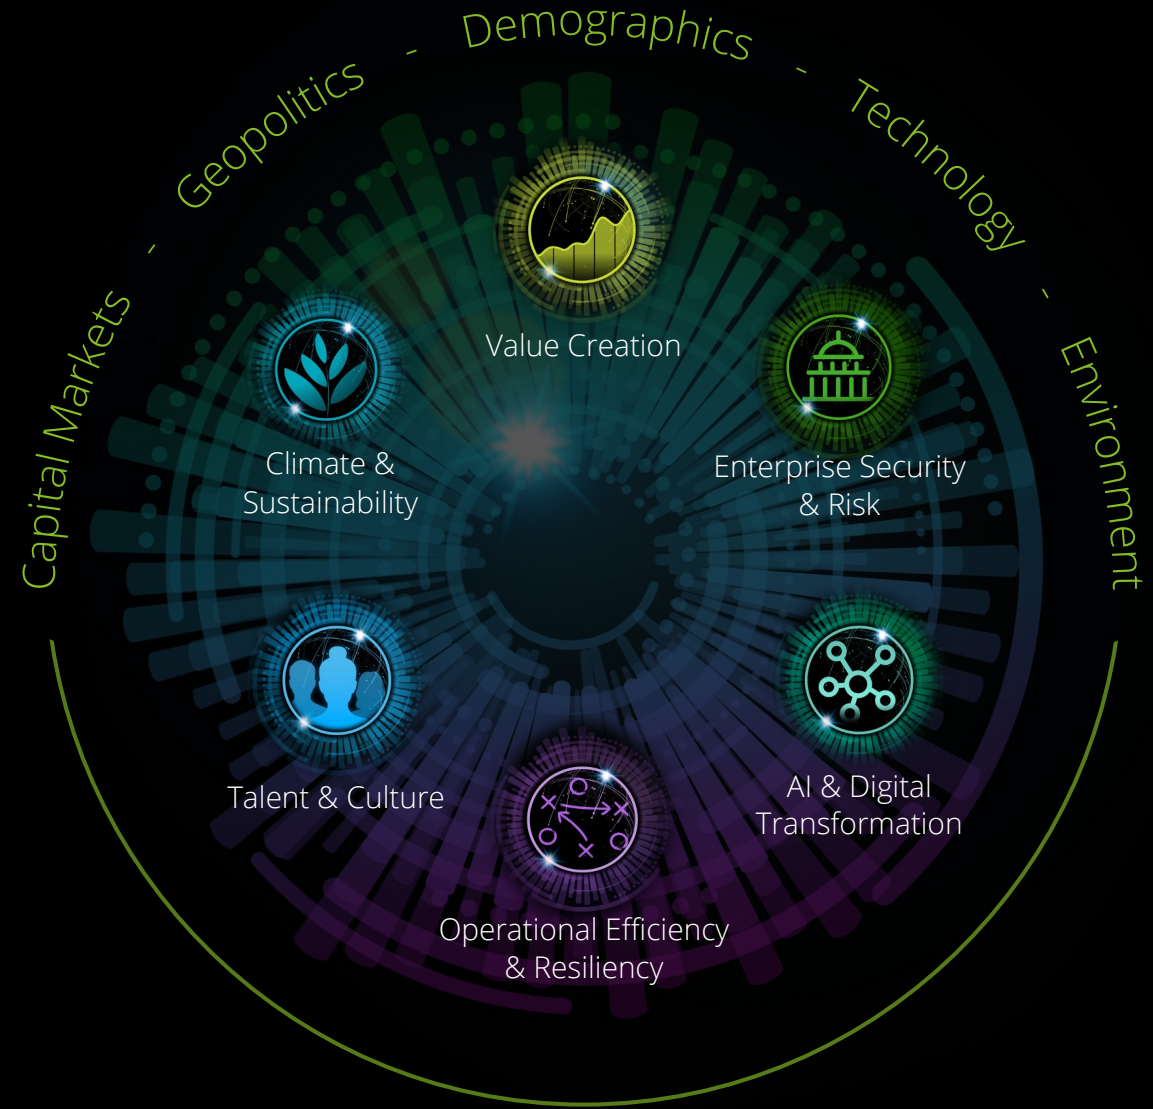 Capital Markets - Geopolitics - Demographics - Technology - Environment
Value Creation
Climate &
Sustainability
Enterprise Security
& Risk
Talent & Culture
AI & Digital
Transformation
Operational Efficiency
& Resiliency